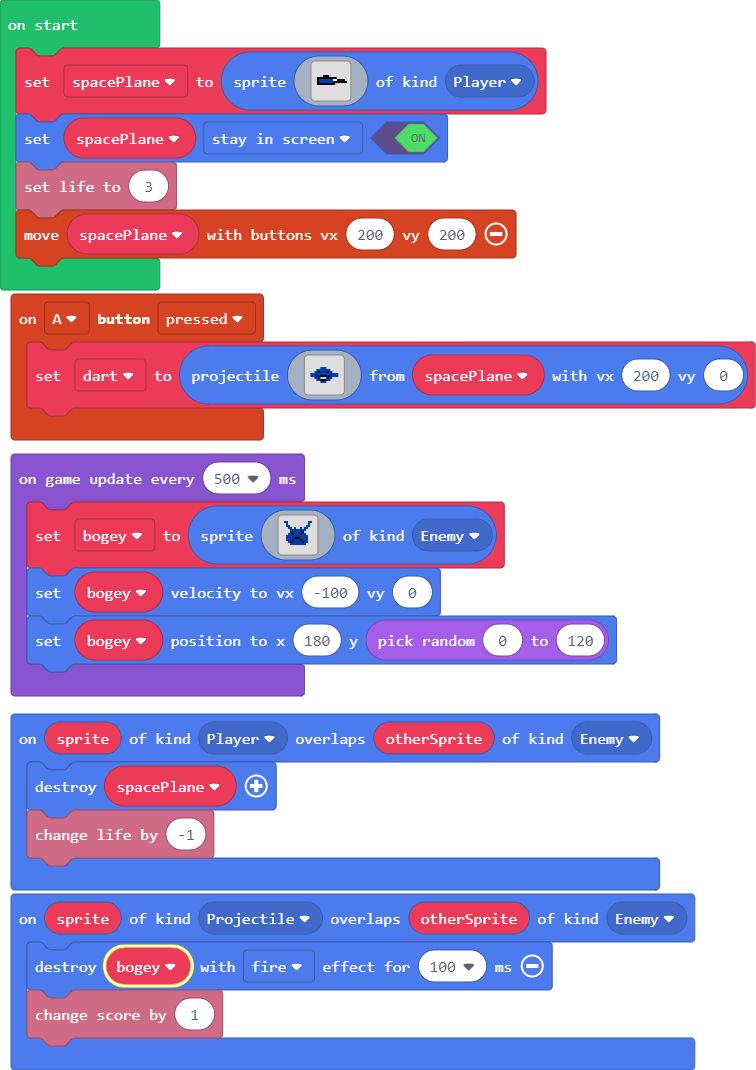 on start
set spacePlane to sprite of kind Player
set spacePlane stay in screen ON
set life to 3
move spacePlane with buttons vx 200 vy 200
on A button pressed
set dart to projectile from spacePlane with vx 200 vy 0
on game update every 500 ms
set bogey to sprite of kind Enemy
set bogey velocity to vx -100 vy 0
set bogey position to x 180 y pick random 0 to 120
on sprite of kind Player overlaps otherSprite of kind Enemy
destroy spacePlane
change life by -1
on sprite of kind Projectile overlaps otherSprite of kind Enemy
destroy bogey with fire effect for 100 ms
change score by 1